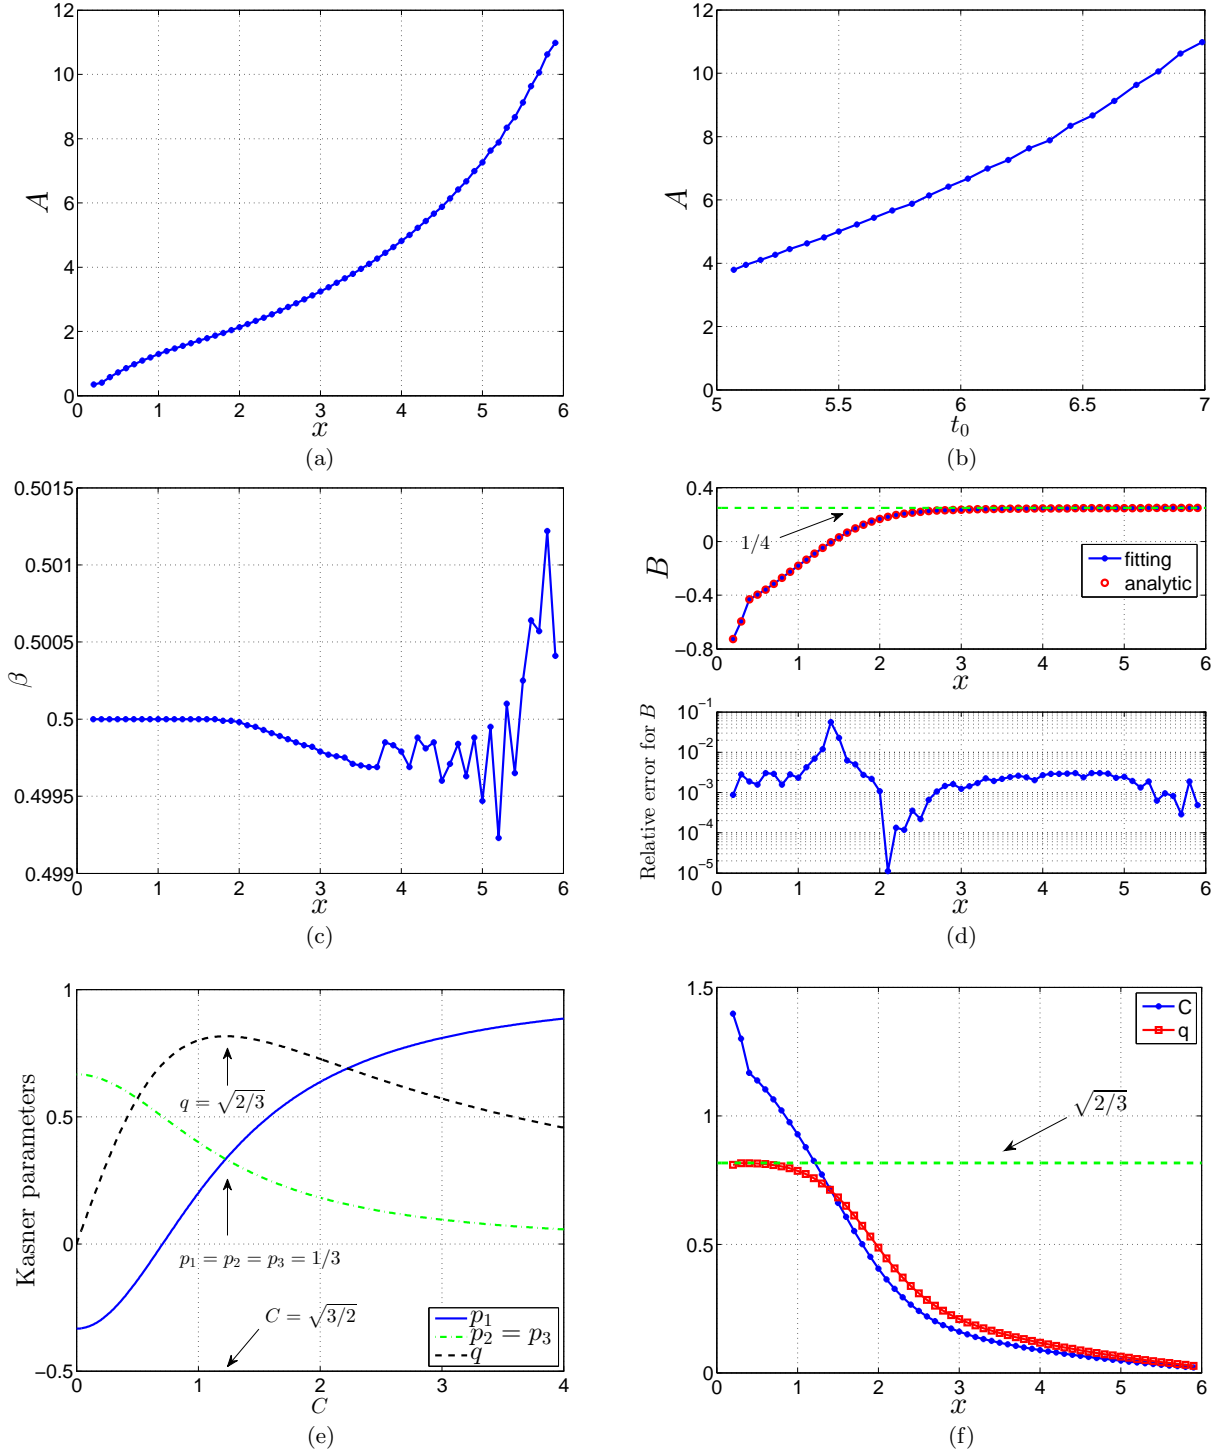 12
10
8
6
4
2
0
A
0 1 2 3 4 5 6
x
(a)
12
10
8
6
4
2
0
A
5 5.5 6 6.5 7
t₀
(b)
0.5015
0.501
0.5005
0.5
0.4995
0.499
β
0 1 2 3 4 5 6
x
(c)
0.4
0
−0.4
−0.8
B
1/4
fitting
analytic
0 1 2 3 4 5 6
x
10⁻¹
10⁻²
10⁻³
10⁻⁴
10⁻⁵
Relative error for B
0 1 2 3 4 5 6
x
(d)
1
0.5
0
−0.5
Kasner parameters
q = √2/3
p₁ = p₂ = p₃ = 1/3
C = √3/2
p₁
p₂ = p₃
q
0 1 2 3 4
C
(e)
1.5
1
0.5
0
C
q
√2/3
0 1 2 3 4 5 6
x
(f)